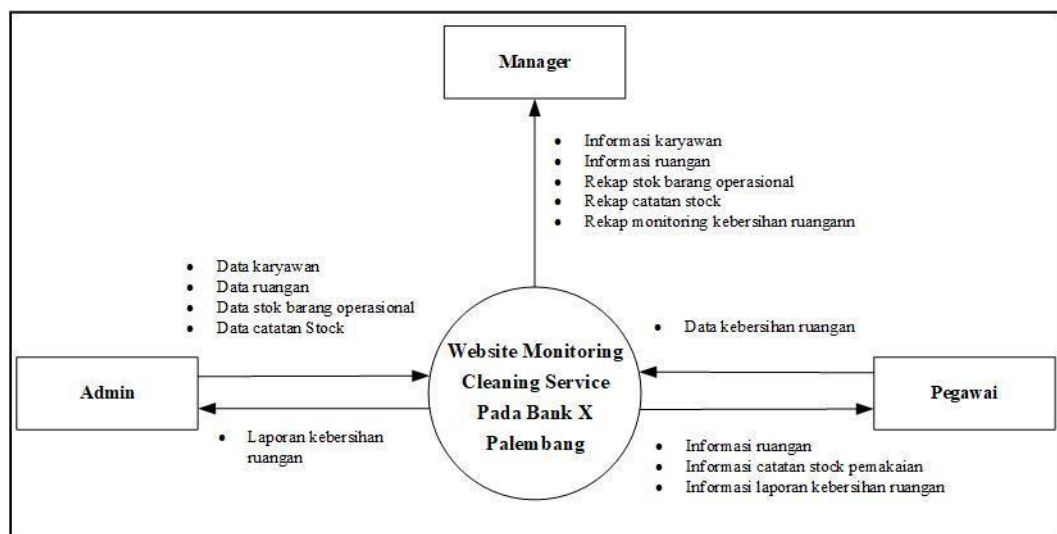 Manager
• Informasi karyawan
• Informasi ruangan
• Rekap stok barang operasional
• Rekap catatan stock
• Rekap monitoring kebersihan ruangann
• Data karyawan
• Data ruangan
• Data stok barang operasional
• Data catatan Stock
Admin
• Laporan kebersihan
ruangan
Website Monitoring
Cleaning Service
Pada Bank X
Palembang
• Data kebersihan ruangan
Pegawai
• Informasi ruangan
• Informasi catatan stock pemakaian
• Informasi laporan kebersihan ruangan